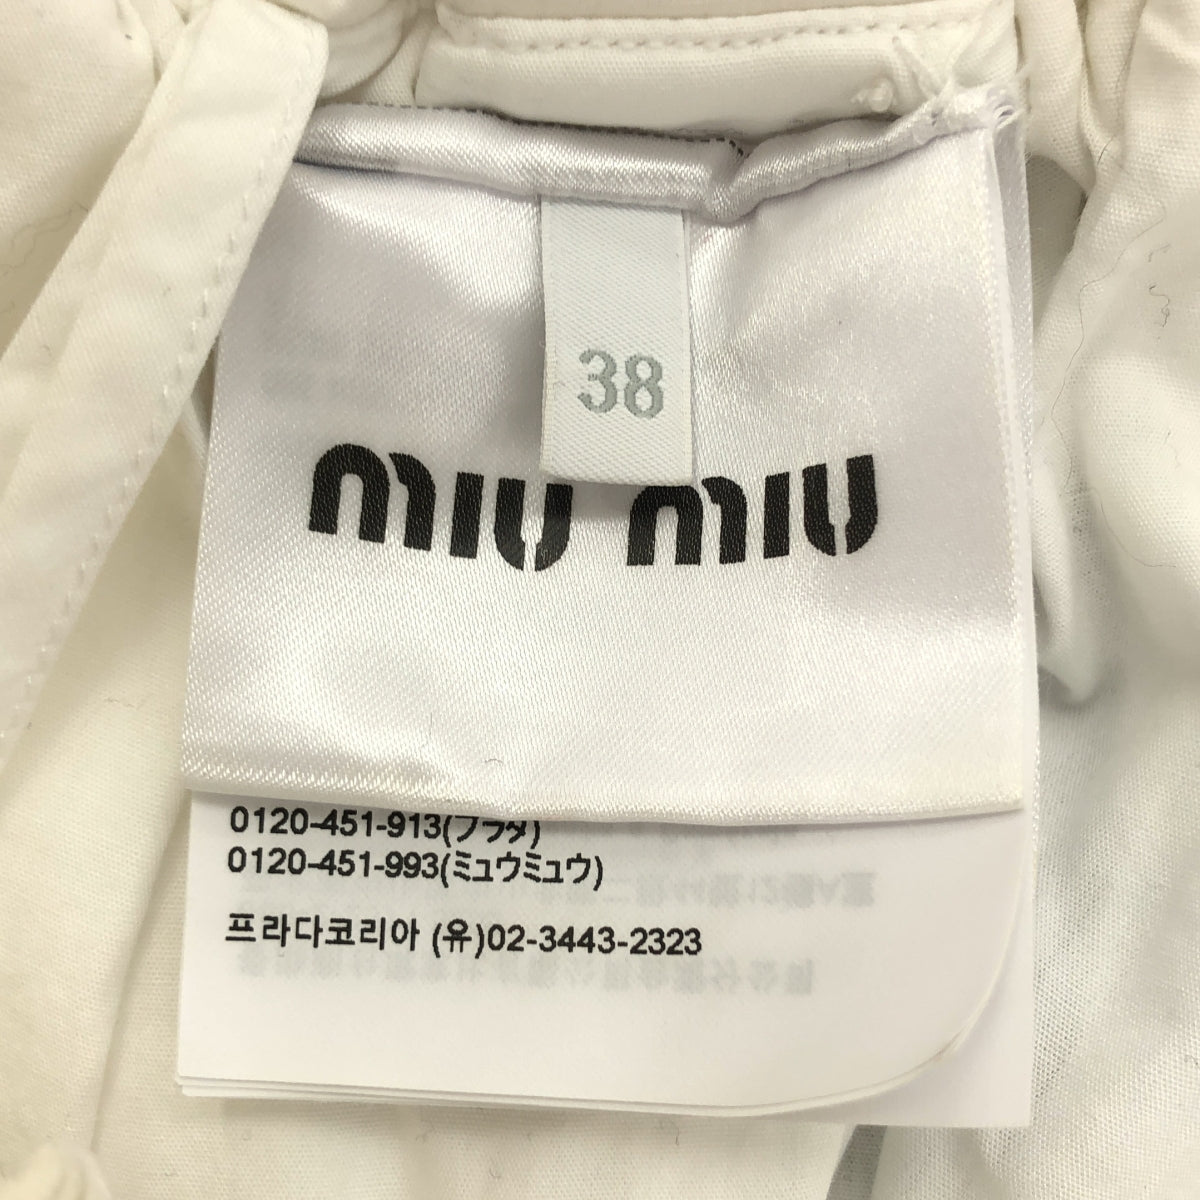 38
miu miu
0120-451-913(プラダ)
0120-451-993(ミュウミュウ)
프라다코리아 (유)02-3443-2323